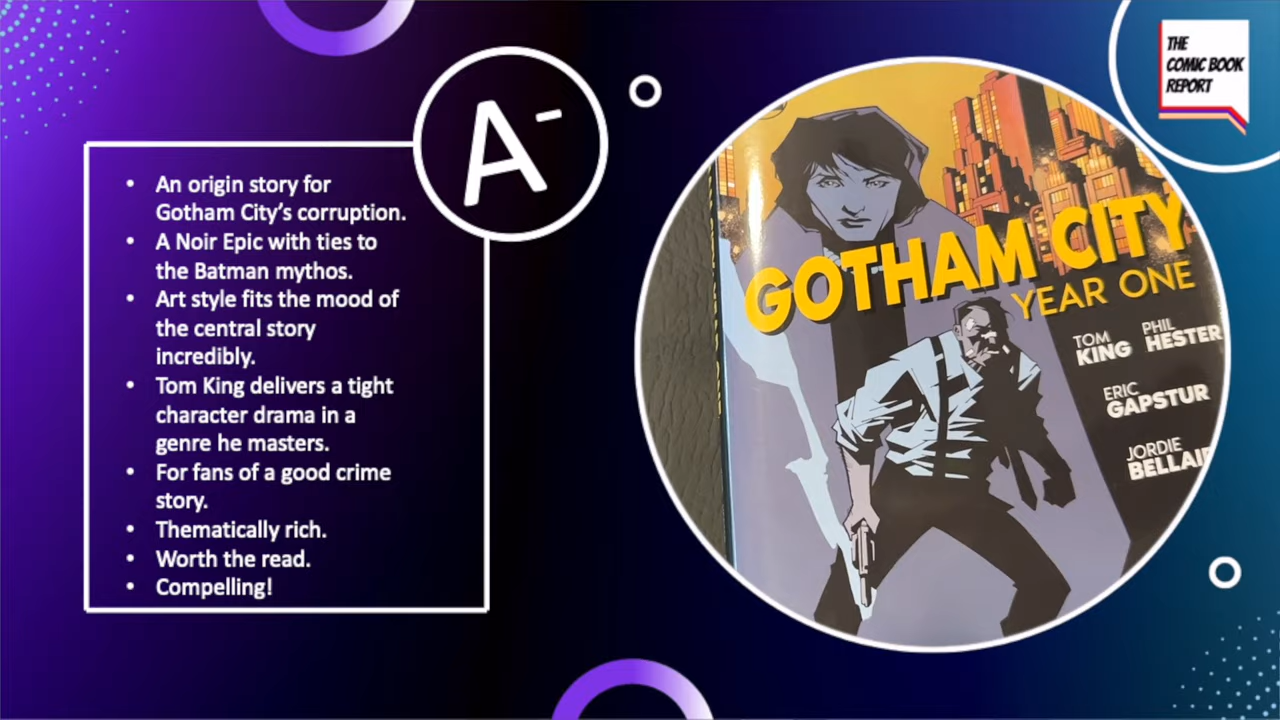 THE
COMIC BOOK
REPORT
A-
• An origin story for
Gotham City's corruption.
• A Noir Epic with ties to
the Batman mythos.
• Art style fits the mood of
the central story
incredibly.
• Tom King delivers a tight
character drama in a
genre he masters.
• For fans of a good crime
story.
• Thematically rich.
• Worth the read.
• Compelling!
GOTHAM CITY
YEAR ONE
TOM KING
PHIL HESTER
ERIC
GAPSTUR
JORDIE